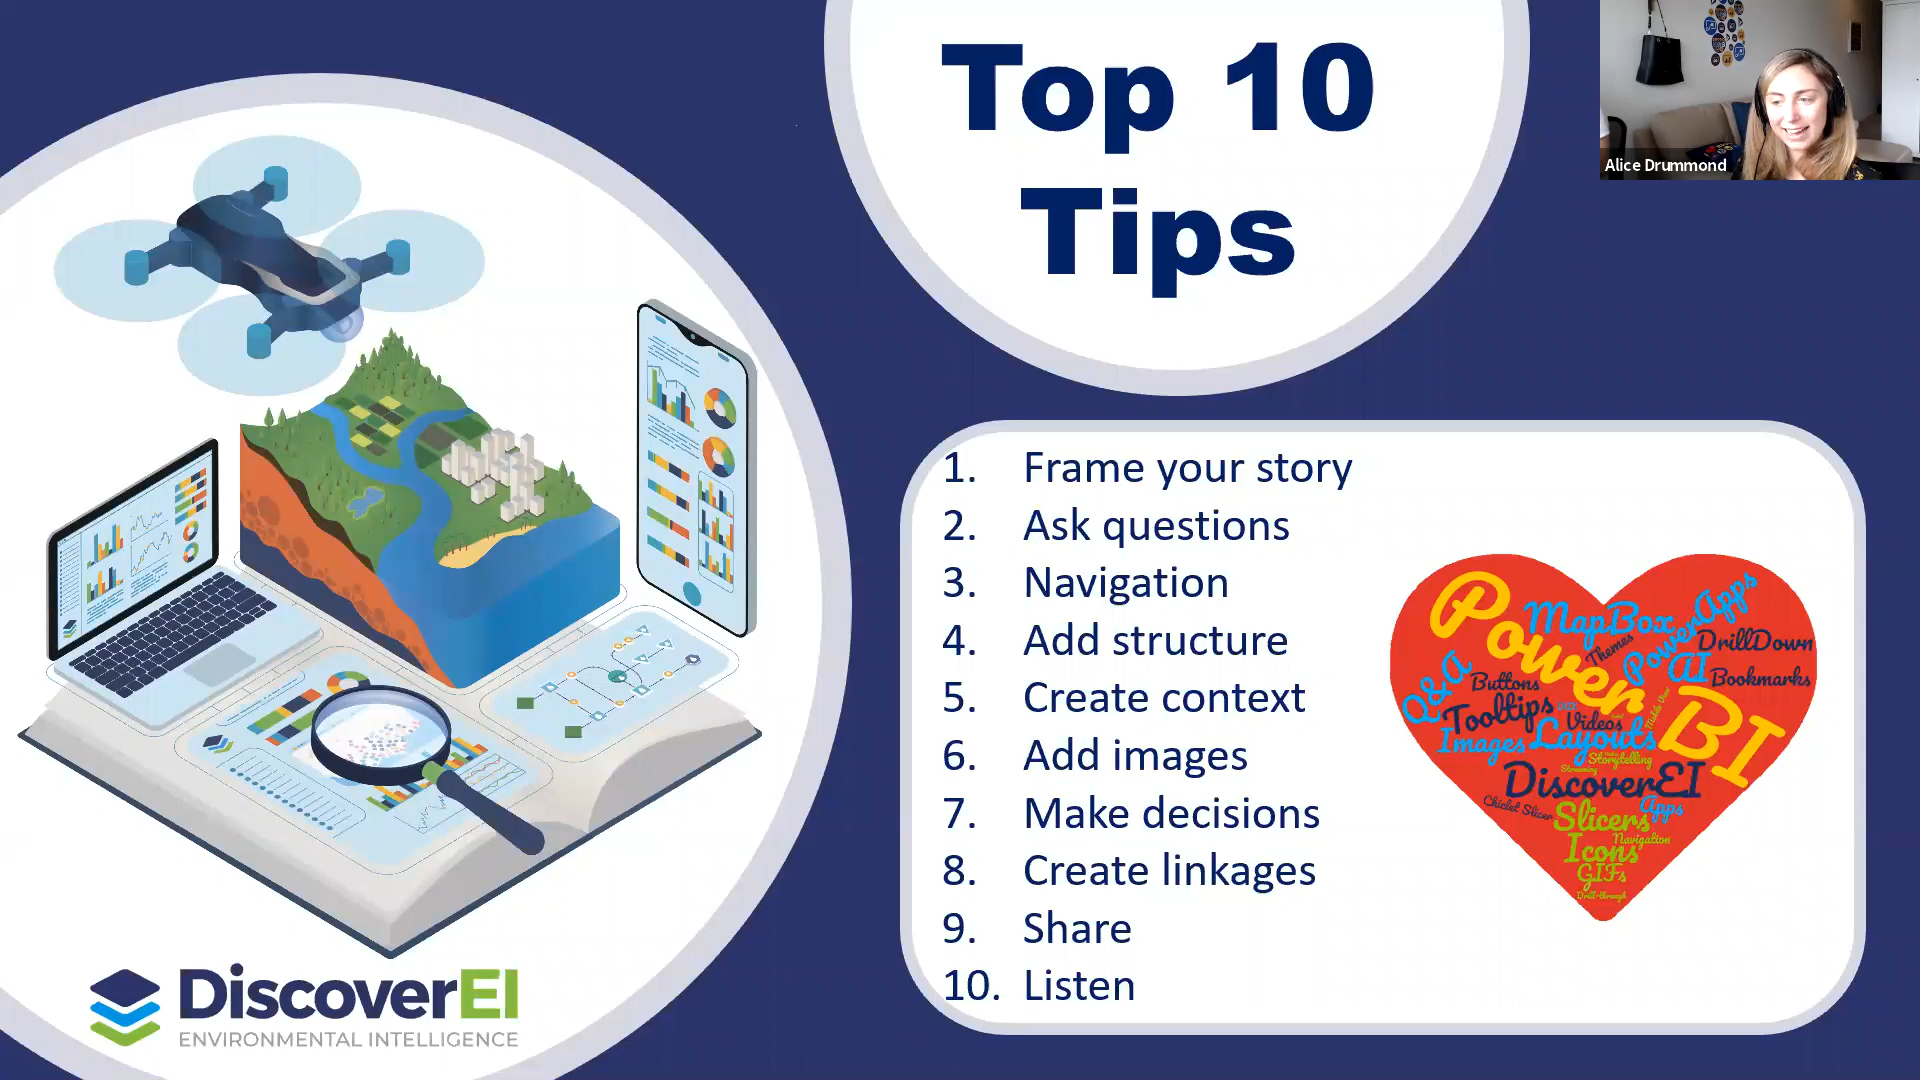 Top 10
Tips
Alice Drummond
1. Frame your story
2. Ask questions
3. Navigation
4. Add structure
5. Create context
6. Add images
7. Make decisions
8. Create linkages
9. Share
10. Listen
Power BI
MapBox
PowerApps
Themes
DrillDown
AI
Bookmarks
Q&A
Buttons
Tooltips
Videos
Images
Layouts
Storytelling
Streaming
DiscoverEI
Chiclet Slicer
Apps
Slicers
Navigation
Icons
GIFs
Drill-through
DiscoverEI
ENVIRONMENTAL INTELLIGENCE